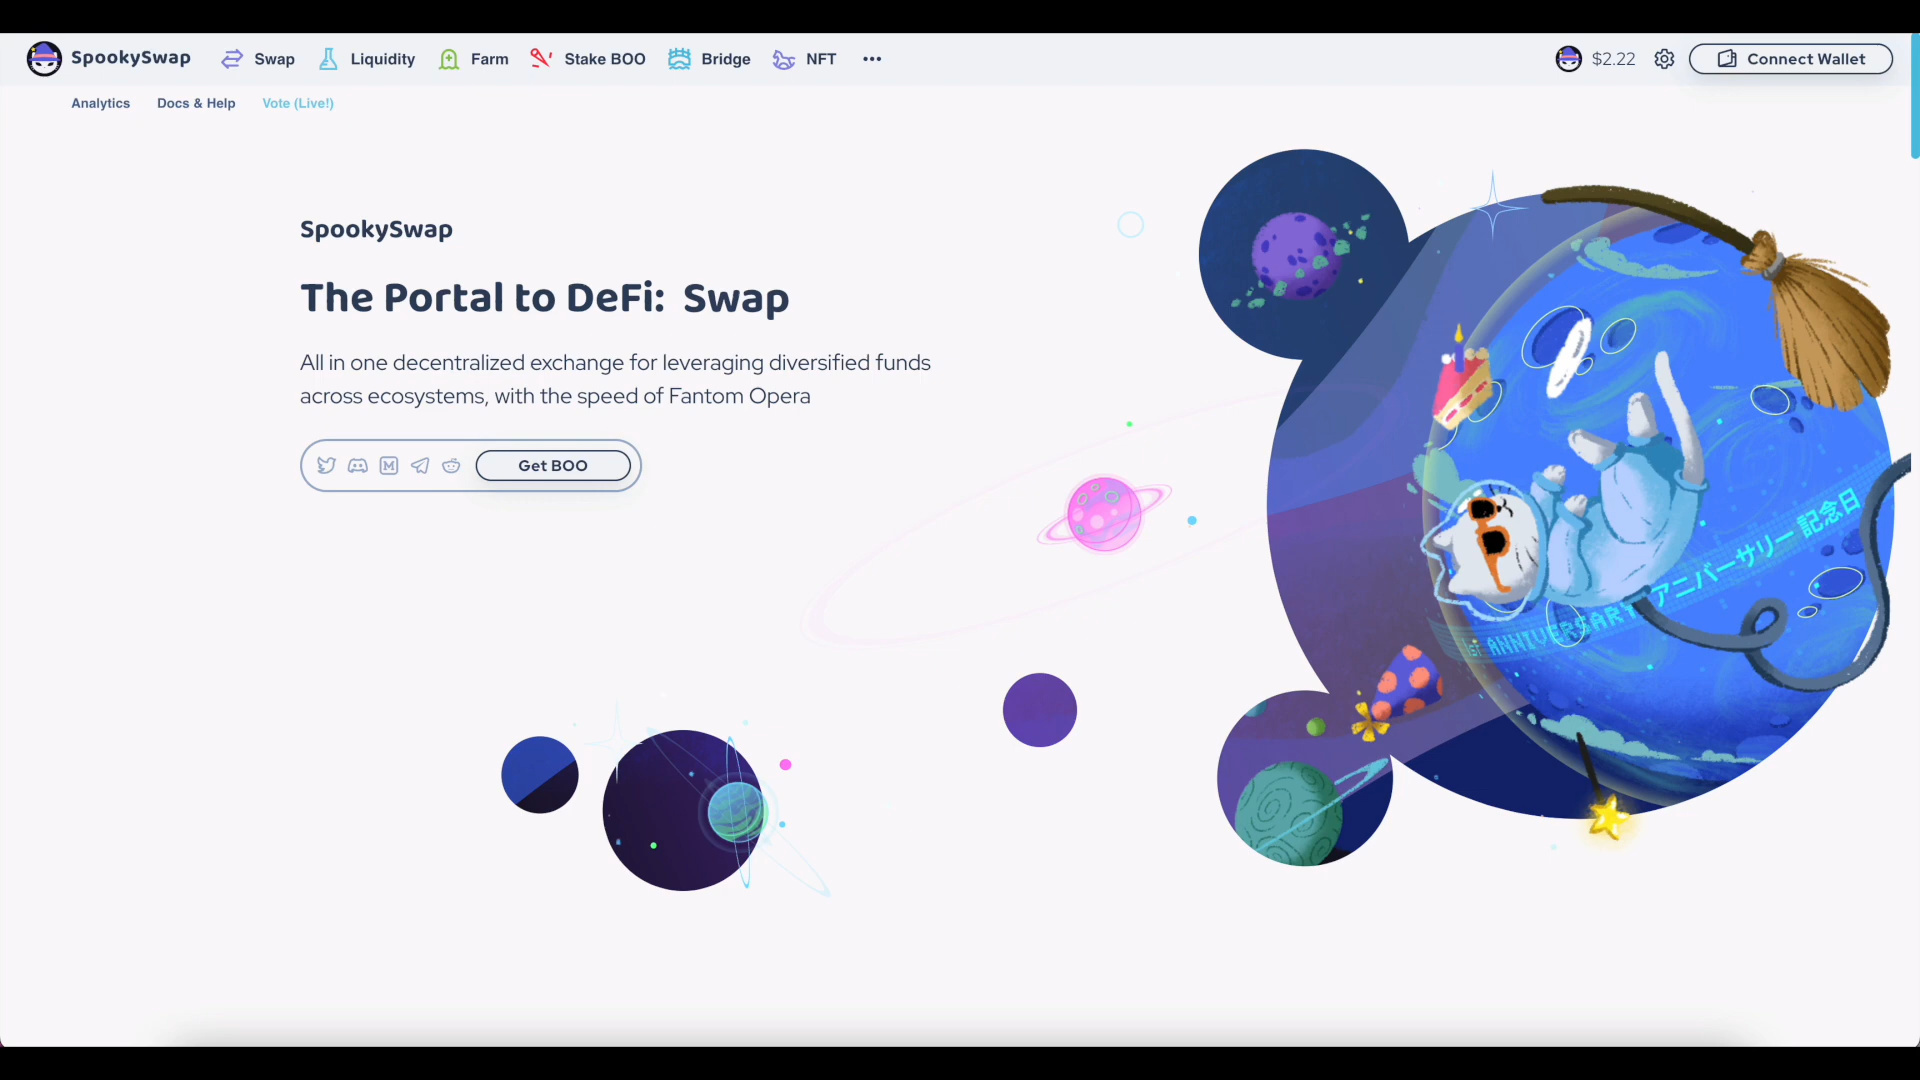 SpookySwap
Swap
Liquidity
Farm
Stake BOO
Bridge
NFT
$2.22
Connect Wallet
Analytics
Docs & Help
Vote (Live!)
SpookySwap
The Portal to DeFi: Swap
All in one decentralized exchange for leveraging diversified funds
across ecosystems, with the speed of Fantom Opera
Get BOO
1st ANNIVERSARY アニバーサリー 記念日